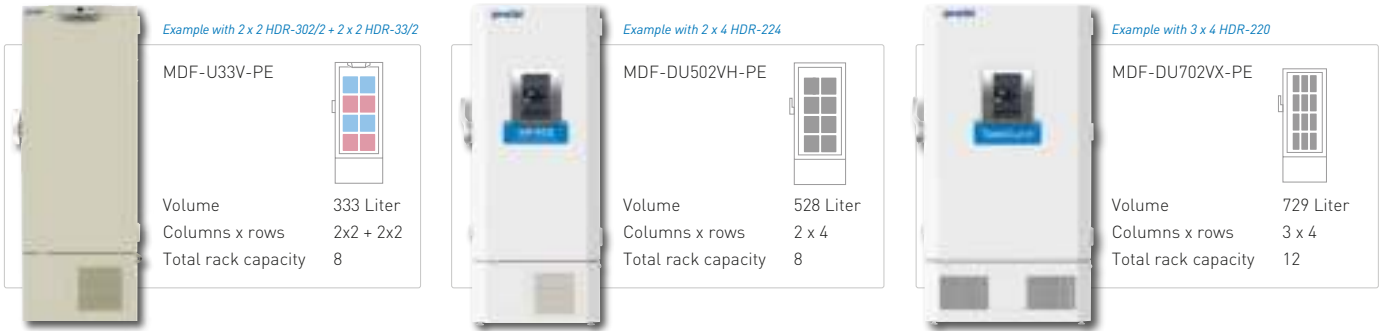 Example with 2 x 2 HDR-302/2 + 2 x 2 HDR-33/2
MDF-U33V-PE
Volume 333 Liter
Columns x rows 2x2 + 2x2
Total rack capacity 8
Example with 2 x 4 HDR-224
MDF-DU502VH-PE
Volume 528 Liter
Columns x rows 2 x 4
Total rack capacity 8
Example with 3 x 4 HDR-220
MDF-DU702VX-PE
Volume 729 Liter
Columns x rows 3 x 4
Total rack capacity 12